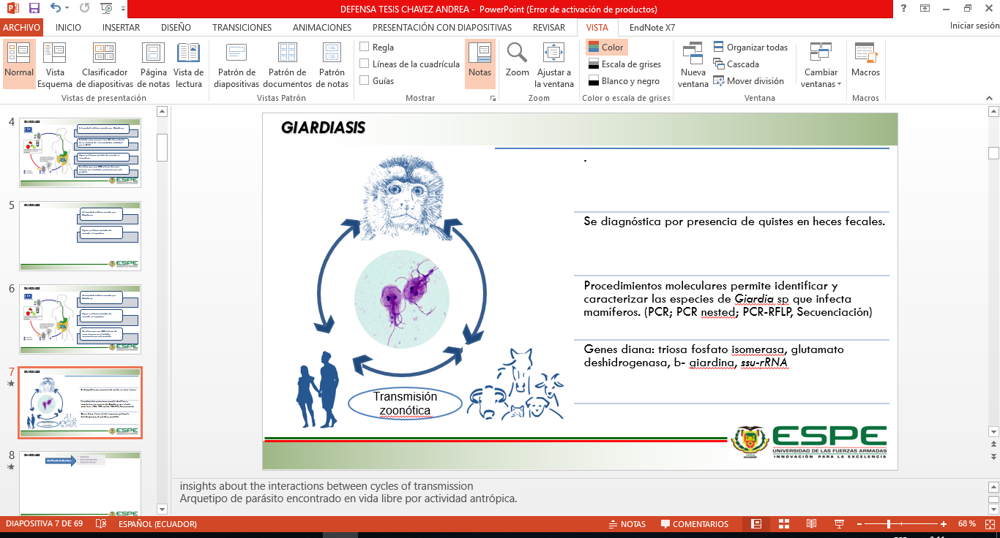 DEFENSA TESIS CHAVEZ ANDREA - PowerPoint (Error de activación de productos)
ARCHIVO INICIO INSERTAR DISEÑO TRANSICIONES ANIMACIONES PRESENTACIÓN CON DIAPOSITIVAS REVISAR VISTA EndNote X7 Iniciar sesión
Normal
Vista Esquema
Clasificador de diapositivas
Página de notas
Vista de lectura
Vistas de presentación
Patrón de diapositivas
Patrón de documentos
Patrón de notas
Vistas Patrón
Regla
Líneas de la cuadrícula
Guías
Notas
Mostrar
Zoom
Ajustar a la ventana
Zoom
Color
Escala de grises
Blanco y negro
Color o escala de grises
Nueva ventana
Organizar todas
Cascada
Mover división
Cambiar ventanas
Ventana
Macros
Macros
4
5
6
7
8
GIARDIASIS
.
Se diagnóstica por presencia de quistes en heces fecales.
Procedimientos moleculares permite identificar y
caracterizar las especies de Giardia sp que infecta
mamíferos. (PCR; PCR nested; PCR-RFLP, Secuenciación)
Genes diana: triosa fosfato isomerasa, glutamato
deshidrogenasa, b- giardina, ssu-rRNA
Transmisión
zoonótica
ESPE
UNIVERSIDAD DE LAS FUERZAS ARMADAS
INNOVACIÓN PARA LA EXCELENCIA
insights about the interactions between cycles of transmission
Arquetipo de parásito encontrado en vida libre por actividad antrópica.
DIAPOSITIVA 7 DE 69 ESPAÑOL (ECUADOR) NOTAS COMENTARIOS 68 %